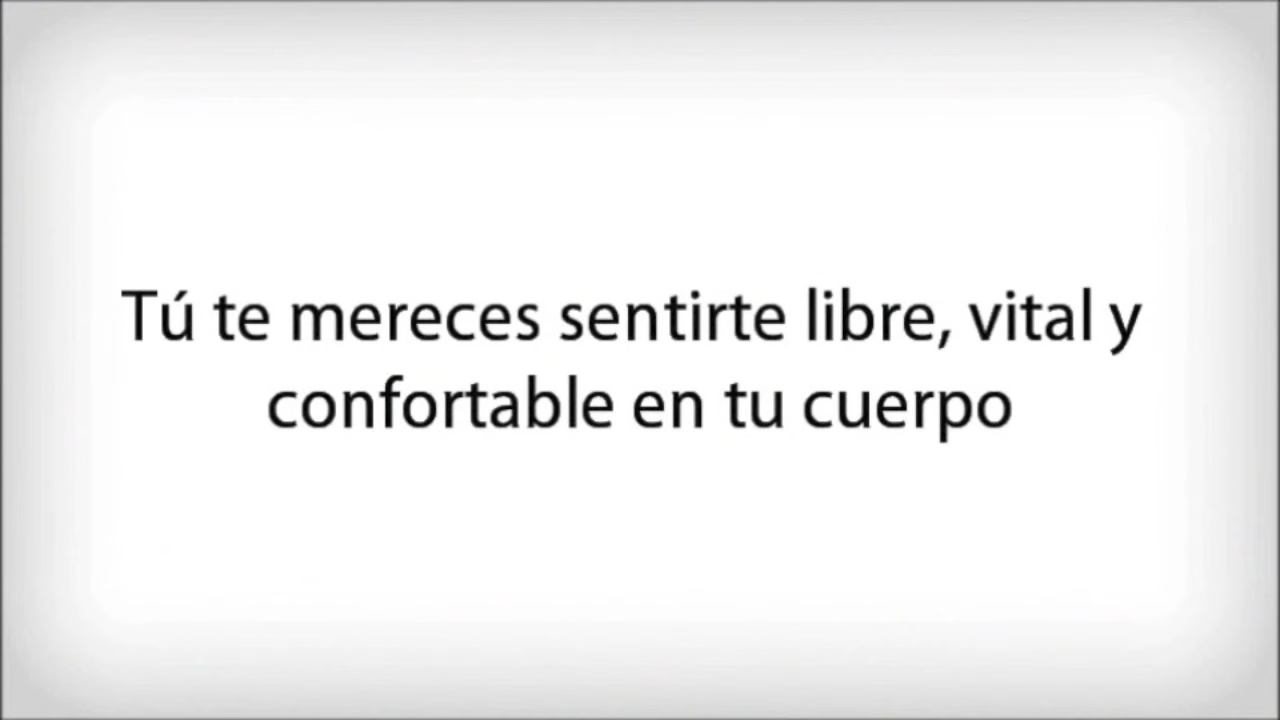 Tú te mereces sentirte libre, vital y
confortable en tu cuerpo